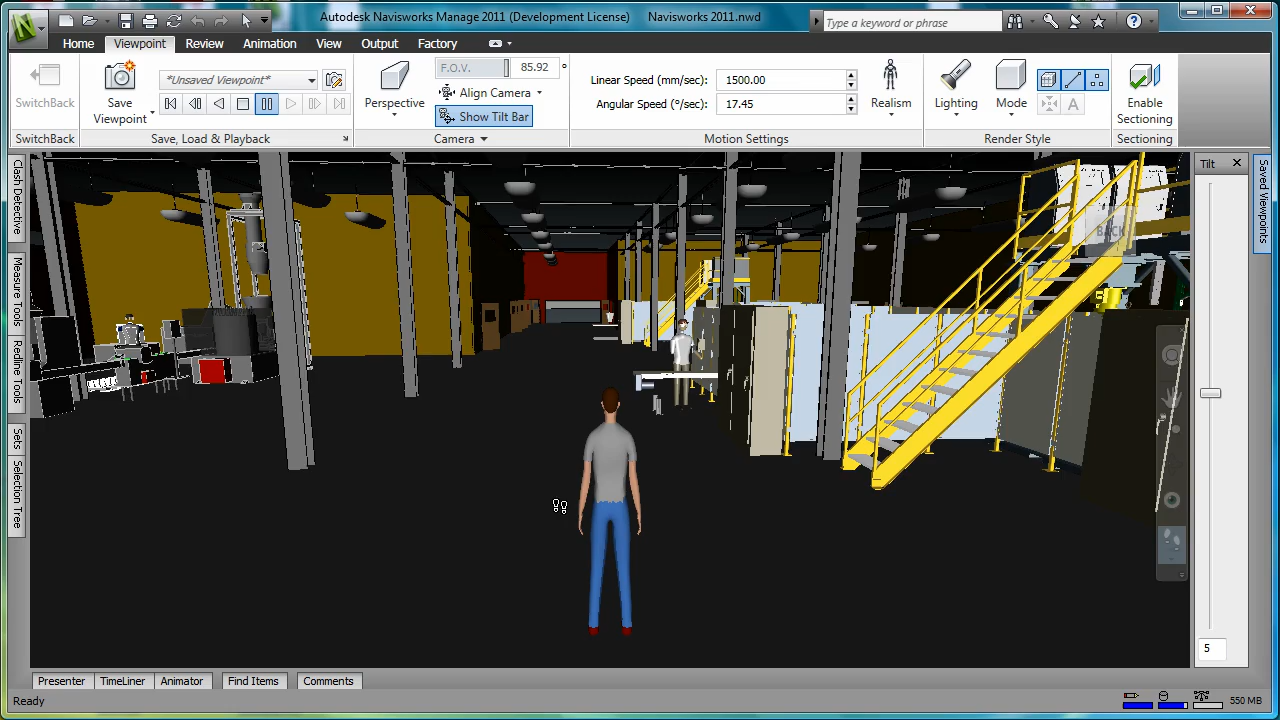 Autodesk Navisworks Manage 2011 (Development License) Navisworks 2011.nwd
Type a keyword or phrase
Home Viewpoint Review Animation View Output Factory
SwitchBack
SwitchBack
Save Viewpoint
*Unsaved Viewpoint*
Save, Load & Playback
Perspective
F.O.V. 85.92 °
Align Camera
Show Tilt Bar
Camera
Linear Speed (mm/sec): 1500.00
Angular Speed (°/sec): 17.45
Realism
Motion Settings
Lighting
Mode
A
Render Style
Enable Sectioning
Sectioning
Clash Detective
Measure Tools
Redline Tools
Sets
Selection Tree
BACK
Tilt
5
Saved Viewpoints
Presenter TimeLiner Animator Find Items Comments
Ready
550 MB